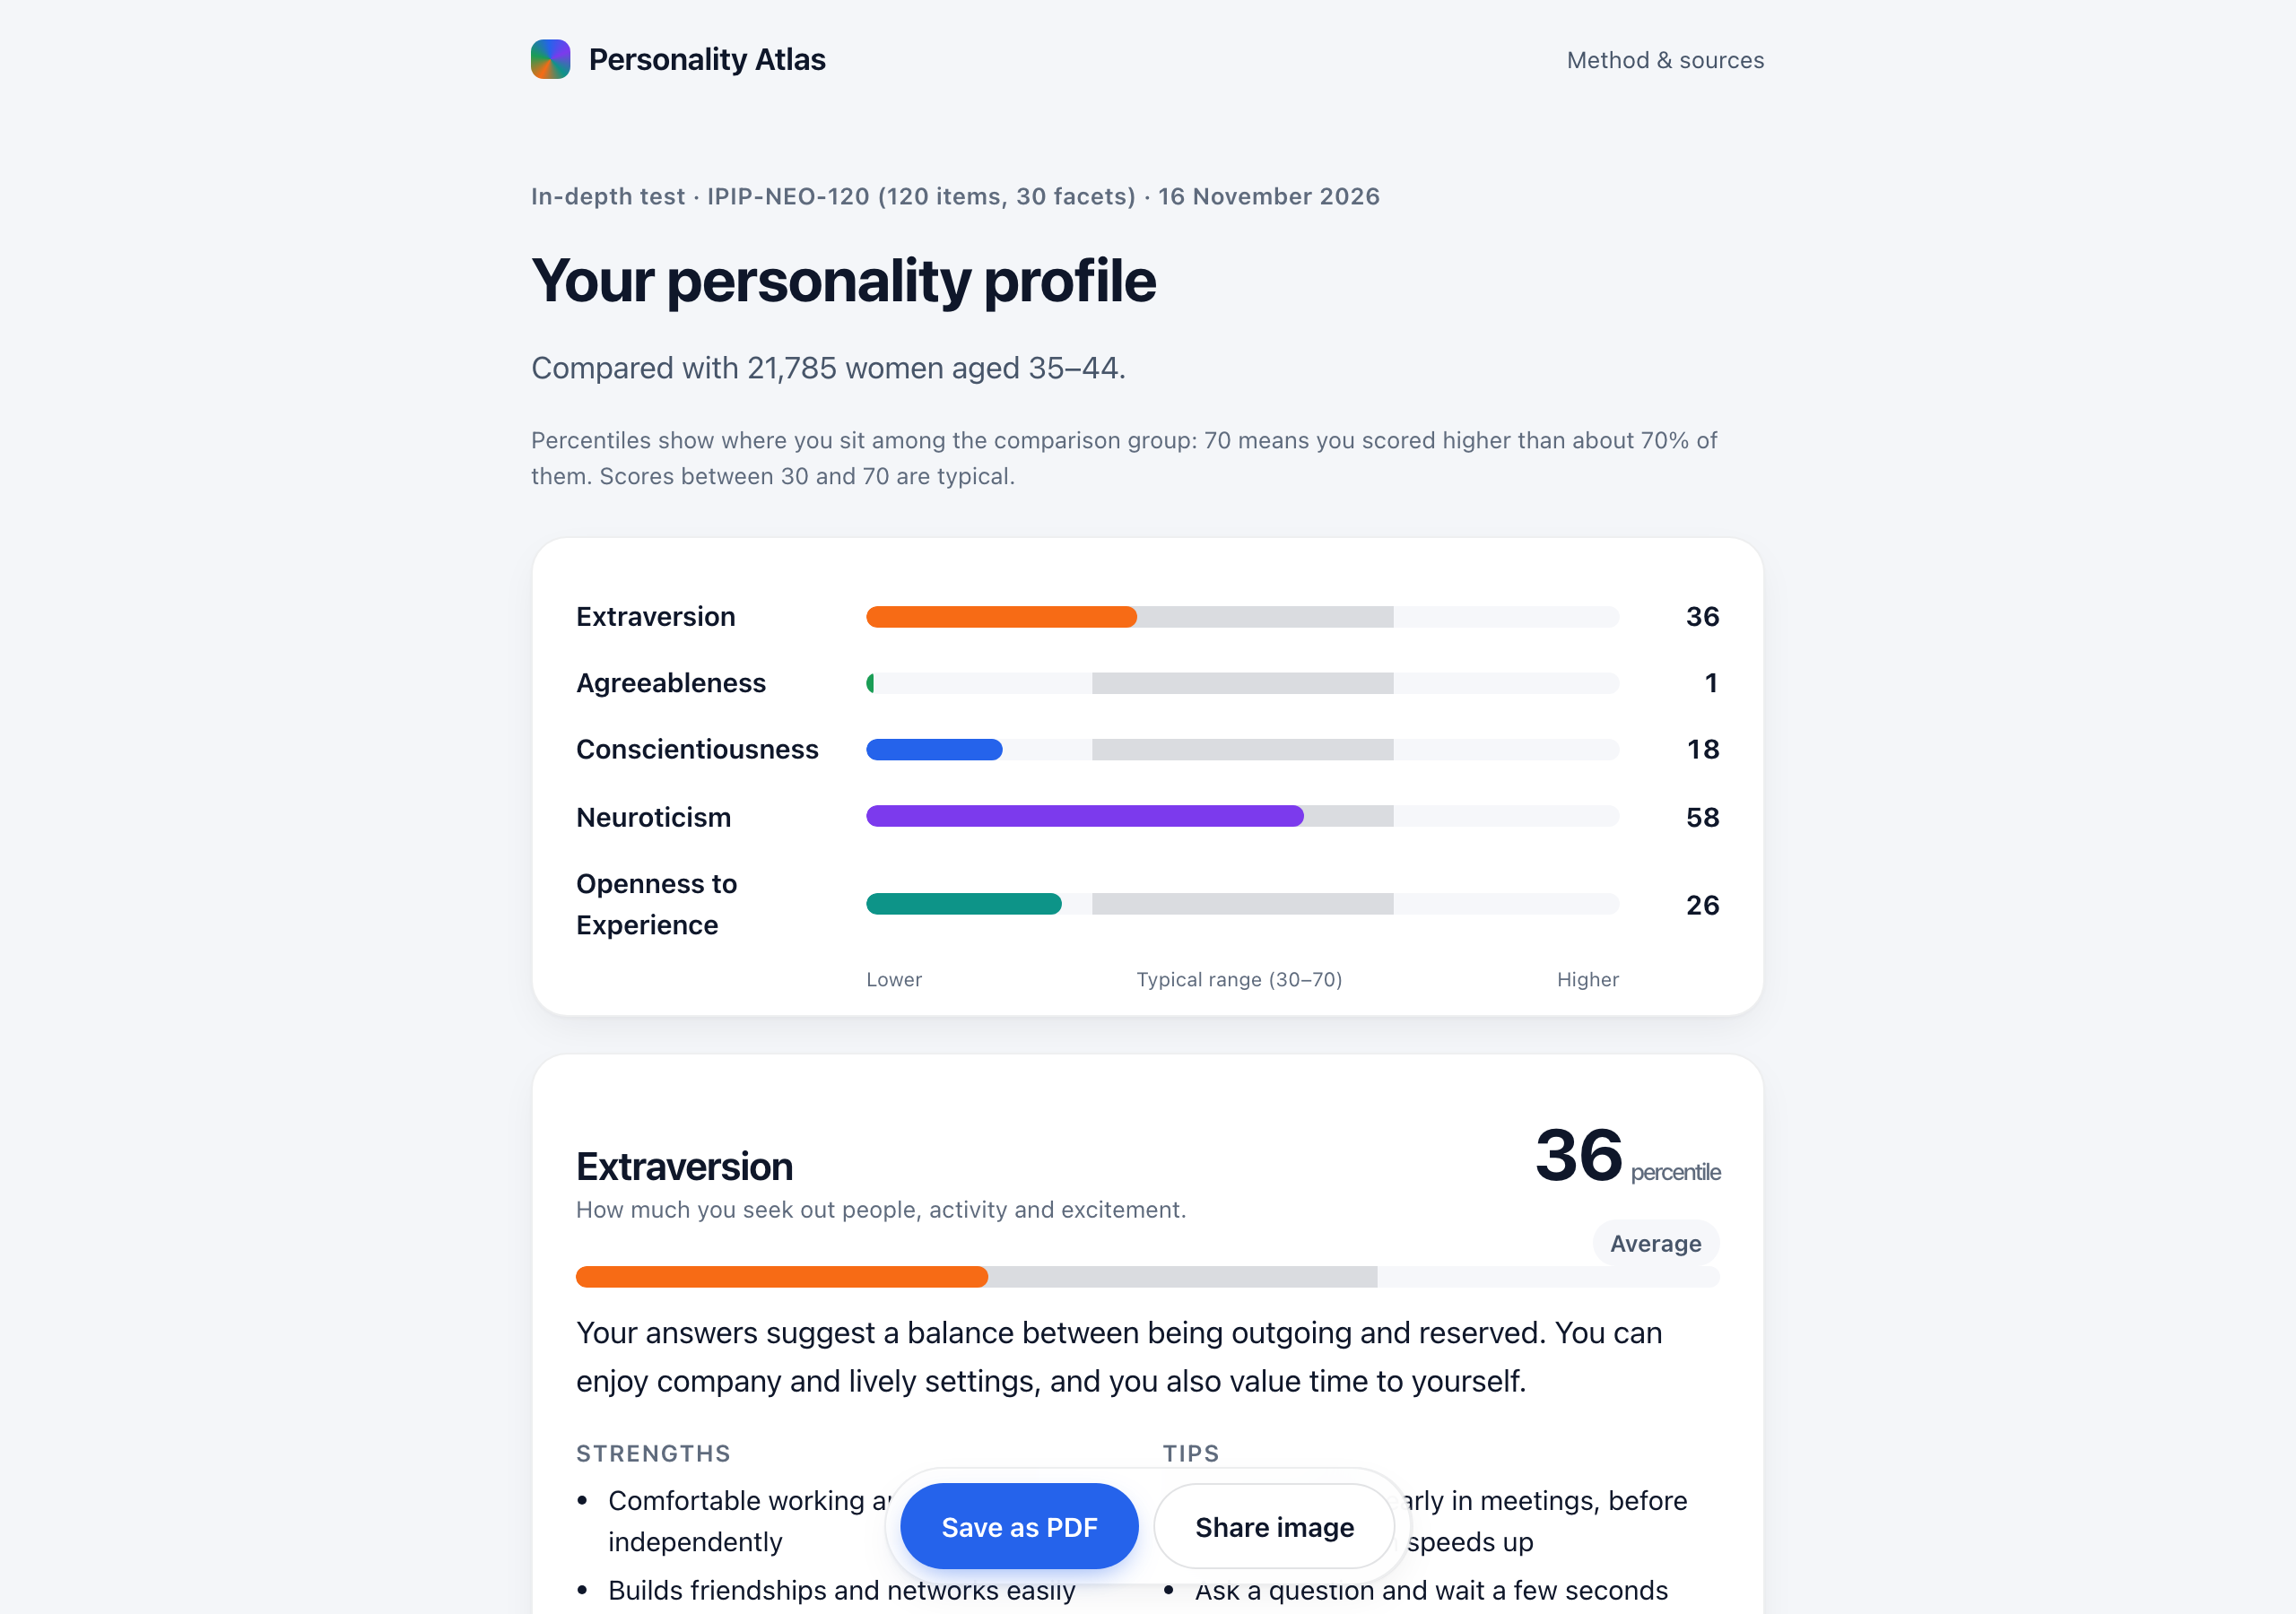 Personality Atlas
Method & sources
In-depth test · IPIP-NEO-120 (120 items, 30 facets) · 16 November 2026
Your personality profile
Compared with 21,785 women aged 35–44.
Percentiles show where you sit among the comparison group: 70 means you scored higher than about 70% of
them. Scores between 30 and 70 are typical.
Extraversion 36
Agreeableness 1
Conscientiousness 18
Neuroticism 58
Openness to
Experience 26
Lower Typical range (30–70) Higher
Extraversion 36 percentile
How much you seek out people, activity and excitement.
Average
Your answers suggest a balance between being outgoing and reserved. You can
enjoy company and lively settings, and you also value time to yourself.
STRENGTHS
• Comfortable working
independently
• Builds friendships and networks easily
TIPS
in meetings, before
speeds up
• Ask a question and wait a few seconds
Save as PDF
Share image